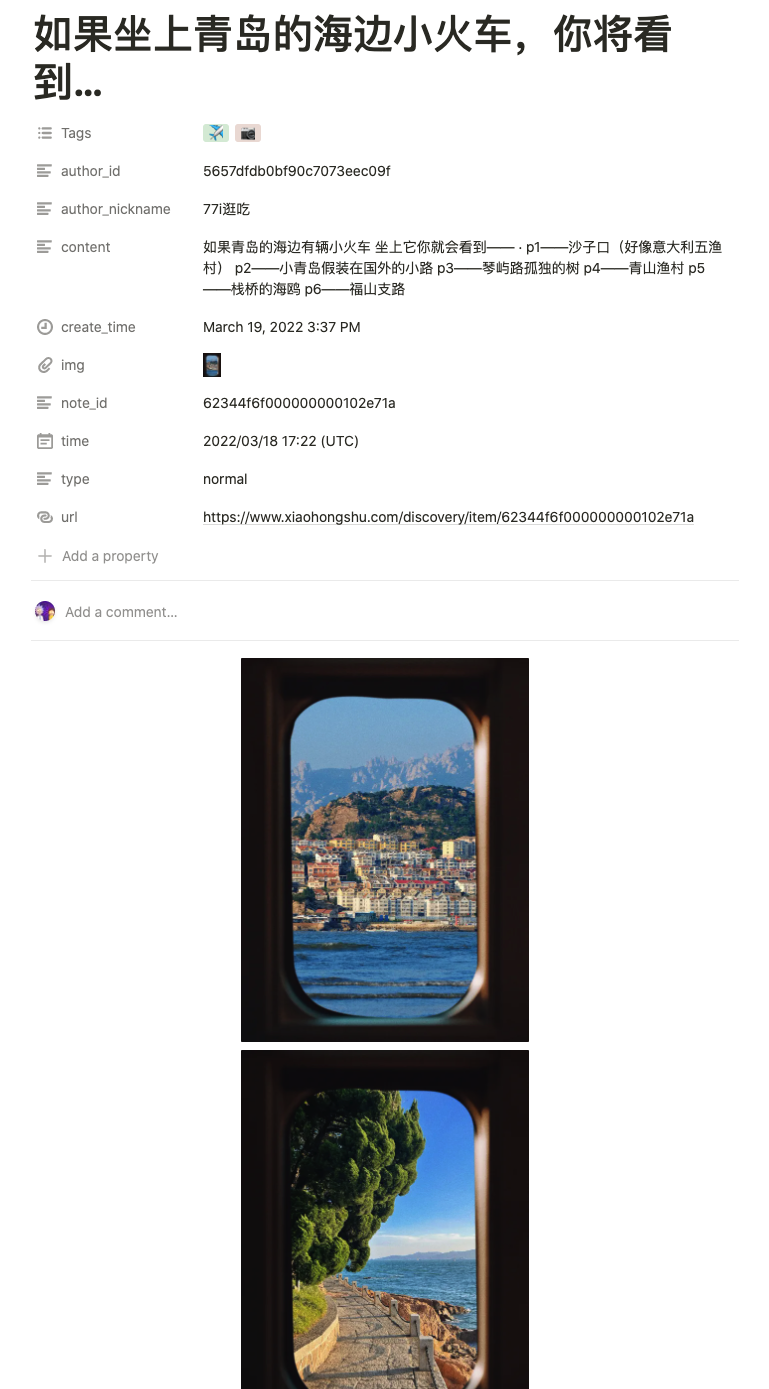 如果坐上青岛的海边小火车，你将看
到...
Tags ✈️ 📷
author_id 5657dfdb0bf90c7073eec09f
author_nickname 77i逛吃
content 如果青岛的海边有辆小火车 坐上它你就会看到—— · p1——沙子口（好像意大利五渔
村） p2——小青岛假装在国外的小路 p3——琴屿路孤独的树 p4——青山渔村 p5
——栈桥的海鸥 p6——福山支路
create_time March 19, 2022 3:37 PM
img
note_id 62344f6f000000000102e71a
time 2022/03/18 17:22 (UTC)
type normal
url https://www.xiaohongshu.com/discovery/item/62344f6f000000000102e71a
Add a property
Add a comment...